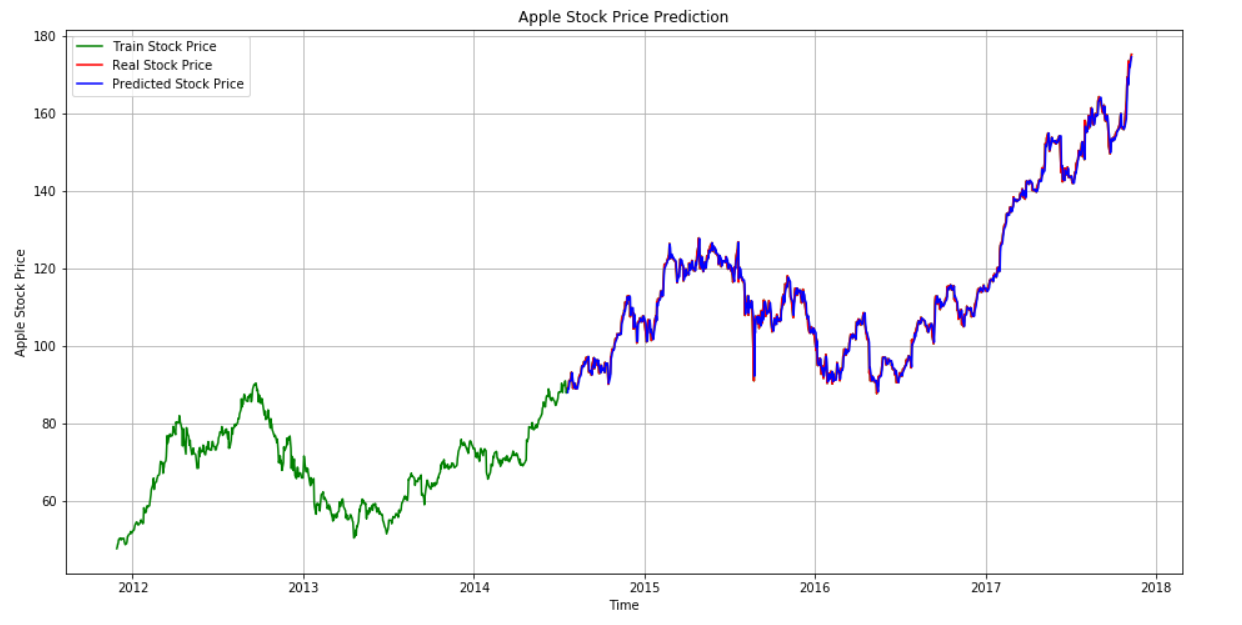 Apple Stock Price Prediction
Train Stock Price
Real Stock Price
Predicted Stock Price
180
160
140
120
100
80
60
Apple Stock Price
2012 2013 2014 2015 2016 2017 2018
Time